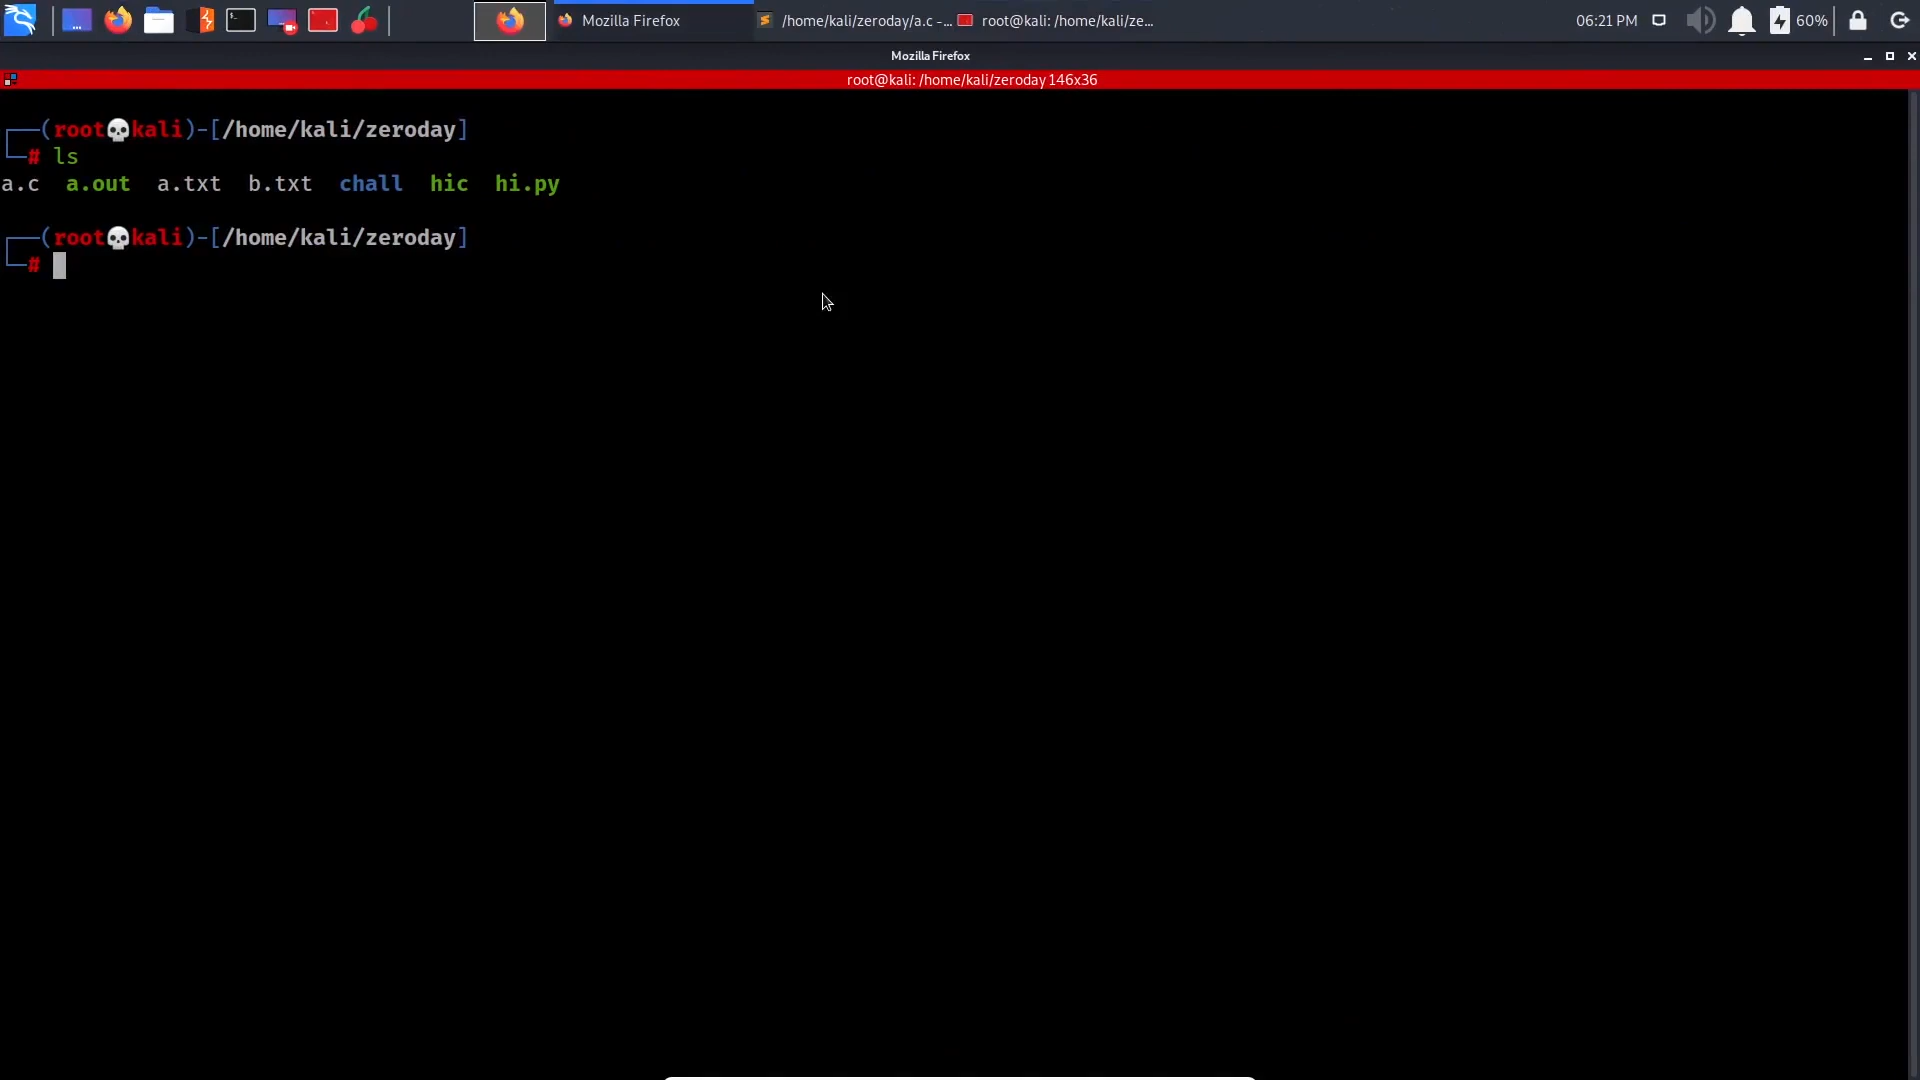 Mozilla Firefox
/home/kali/zeroday/a.c -...
root@kali: /home/kali/ze...
06:21 PM
60%
Mozilla Firefox
root@kali: /home/kali/zeroday 146x36
(root💀kali)-[/home/kali/zeroday]
# ls
a.c a.out a.txt b.txt chall hic hi.py
(root💀kali)-[/home/kali/zeroday]
#